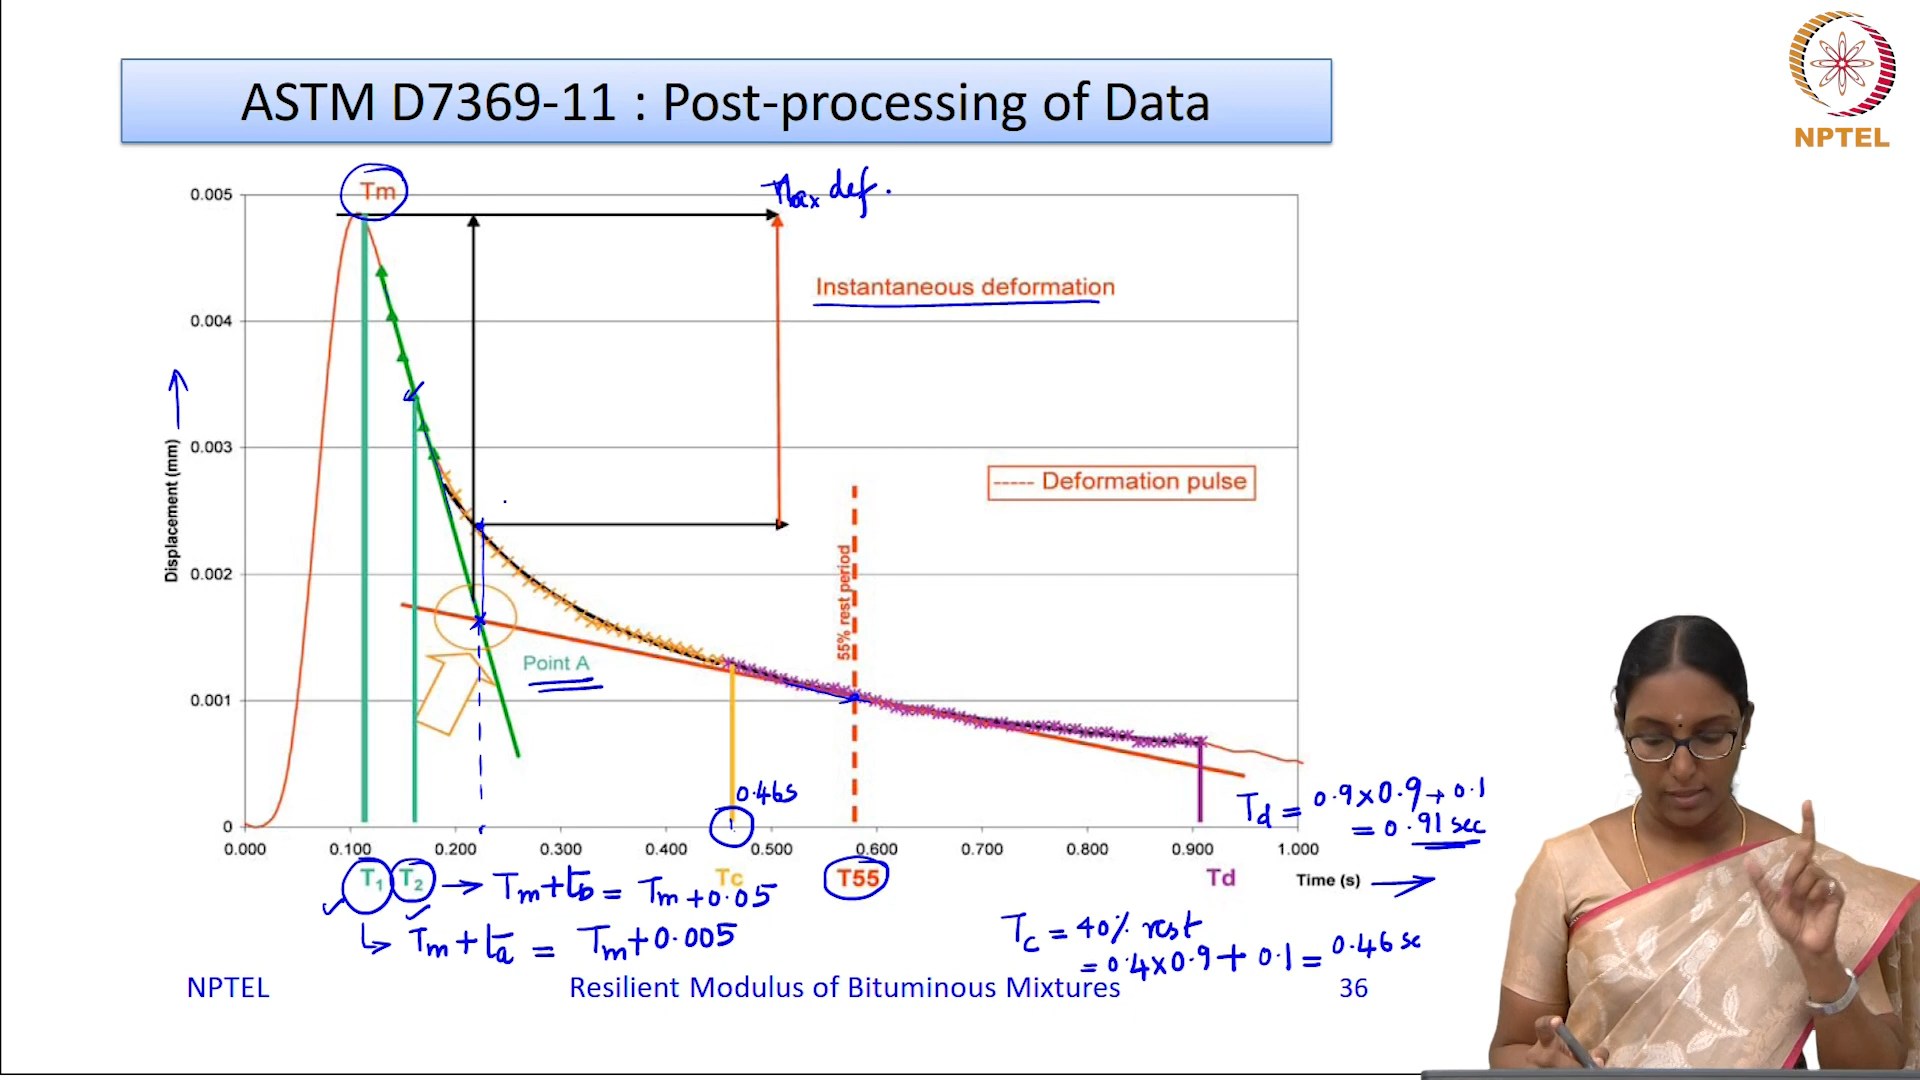 ASTM D7369-11 : Post-processing of Data
NPTEL
Tm
Max def.
Instantaneous deformation
Deformation pulse
55% rest period
Point A
Displacement (mm)
0.005
0.004
0.003
0.002
0.001
0
0.46s
Td = 0.9×0.9+0.1
= 0.91 sec
0.000 0.100 0.200 0.300 0.400 0.500 0.600 0.700 0.800 0.900 1.000
T1 T2 Tc T55 Td Time (s)
→ Tm+tb = Tm+0.05
↳ Tm+ta = Tm+0.005
Tc = 40% rest
= 0.4×0.9+0.1 = 0.46 se
NPTEL Resilient Modulus of Bituminous Mixtures 36